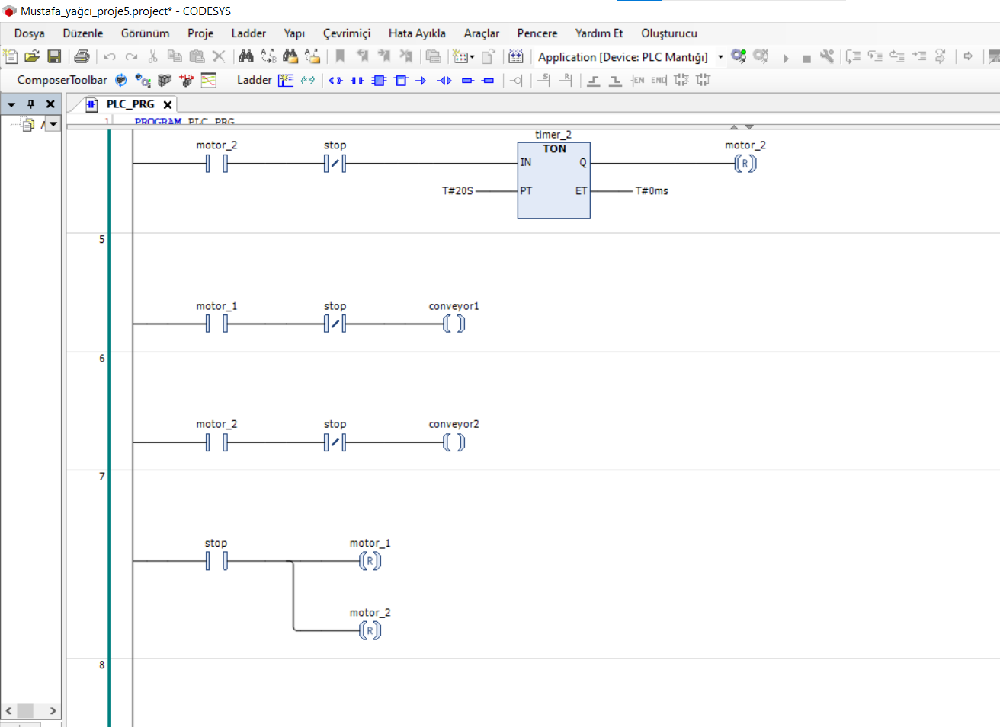 Mustafa_yağcı_proje5.project* - CODESYS
Dosya Düzenle Görünüm Proje Ladder Yapı Çevrimiçi Hata Ayıkla Araçlar Pencere Yardım Et Oluşturucu
Application [Device: PLC Mantığı]
ComposerToolbar Ladder
PLC_PRG
1 PROGRAM PLC_PRG
timer_2
motor_2 stop TON motor_2
IN Q R
T#20S PT ET T#0ms
5
motor_1 stop conveyor1
6
motor_2 stop conveyor2
7
stop motor_1
R
motor_2
R
8